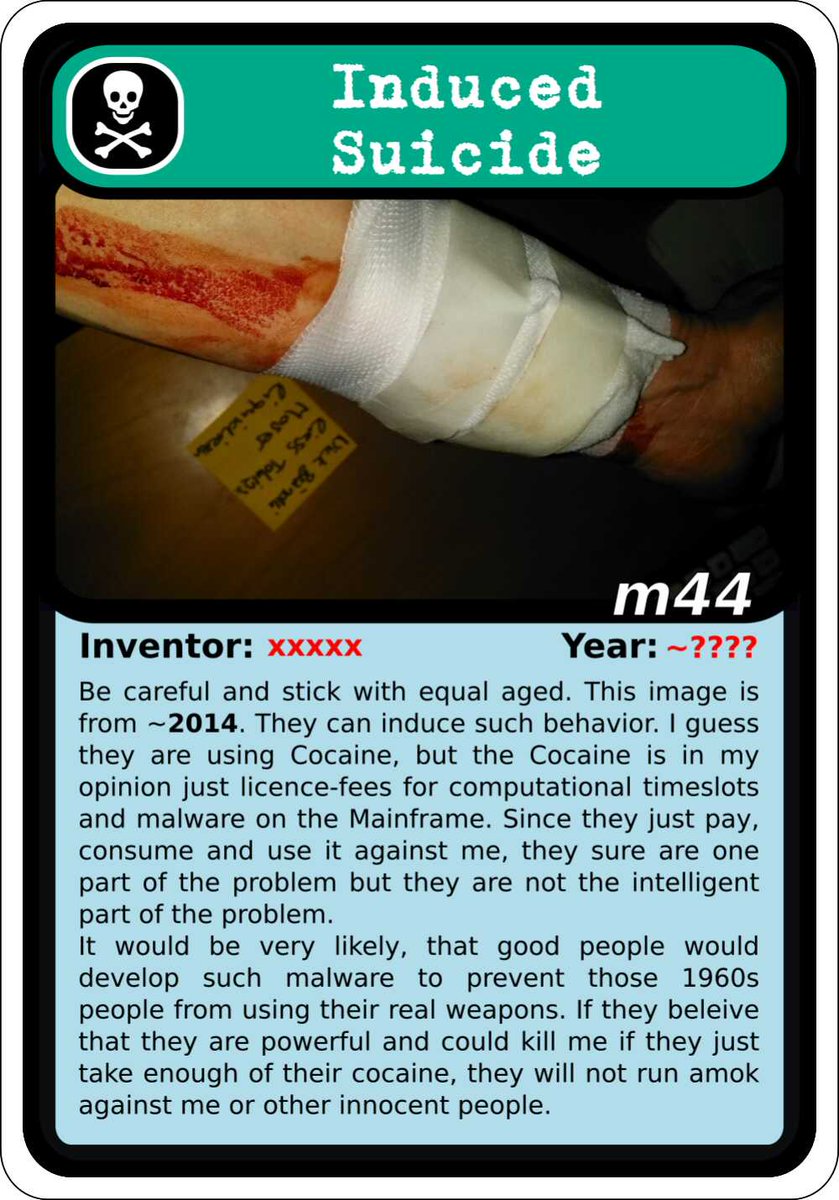 Induced
Suicide
m44
Inventor: xxxxx
Year: ~????
Be careful and stick with equal aged. This image is
from ~2014. They can induce such behavior. I guess
they are using Cocaine, but the Cocaine is in my
opinion just licence-fees for computational timeslots
and malware on the Mainframe. Since they just pay,
consume and use it against me, they sure are one
part of the problem but they are not the intelligent
part of the problem.
It would be very likely, that good people would
develop such malware to prevent those 1960s
people from using their real weapons. If they beleive
that they are powerful and could kill me if they just
take enough of their cocaine, they will not run amok
against me or other innocent people.